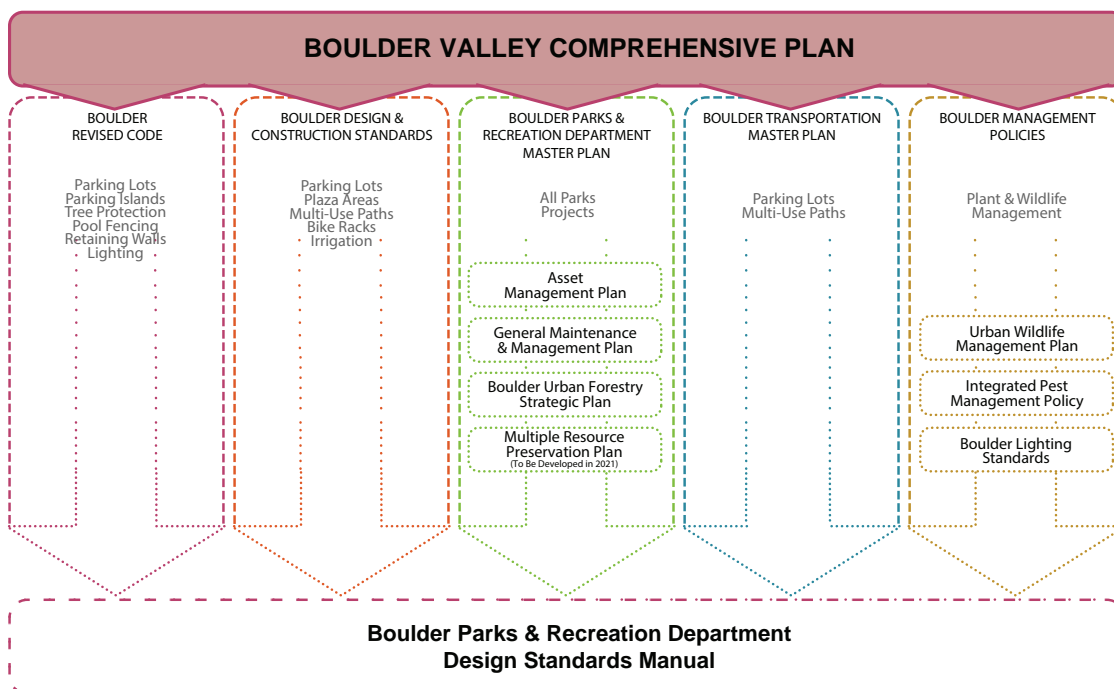 BOULDER VALLEY COMPREHENSIVE PLAN
BOULDER
REVISED CODE
Parking Lots
Parking Islands
Tree Protection
Pool Fencing
Retaining Walls
Lighting
BOULDER DESIGN &
CONSTRUCTION STANDARDS
Parking Lots
Plaza Areas
Multi-Use Paths
Bike Racks
Irrigation
BOULDER PARKS &
RECREATION DEPARTMENT
MASTER PLAN
All Parks
Projects
Asset
Management Plan
General Maintenance
& Management Plan
Boulder Urban Forestry
Strategic Plan
Multiple Resource
Preservation Plan
(To Be Developed in 2021)
BOULDER TRANSPORTATION
MASTER PLAN
Parking Lots
Multi-Use Paths
BOULDER MANAGEMENT
POLICIES
Plant & Wildlife
Management
Urban Wildlife
Management Plan
Integrated Pest
Management Policy
Boulder Lighting
Standards
Boulder Parks & Recreation Department
Design Standards Manual